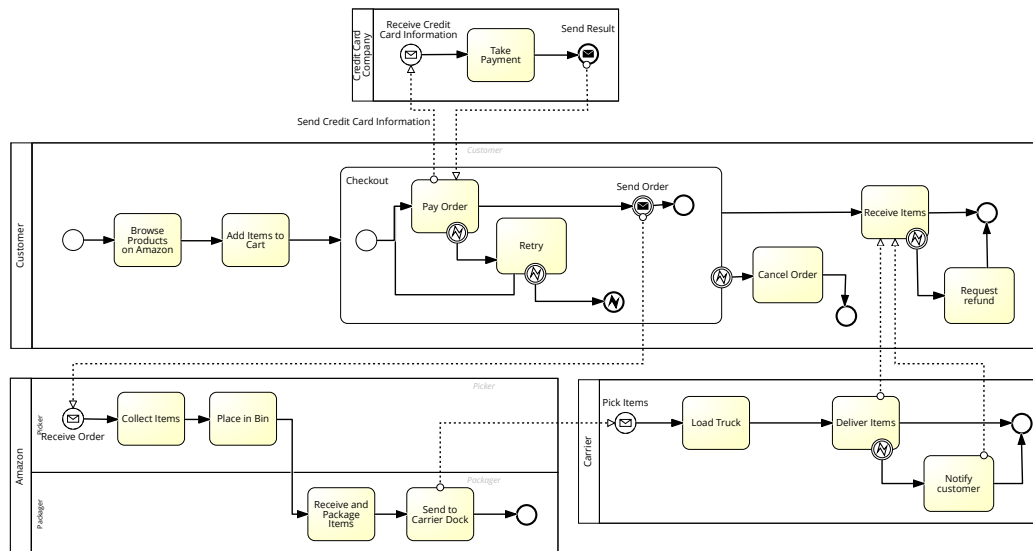 Receive Credit
Card Information
Send Result
Credit Card
Company
Take
Payment
Send Credit Card Information
Customer
Customer
Checkout
Pay Order
Send Order
Receive Items
Browse
Products
on Amazon
Add Items to
Cart
Retry
Cancel Order
Request
refund
Amazon
Picker
Picker
Receive Order
Collect Items
Place in Bin
Packager
Packager
Receive and
Package
Items
Send to
Carrier Dock
Carrier
Pick Items
Load Truck
Deliver Items
Notify
customer